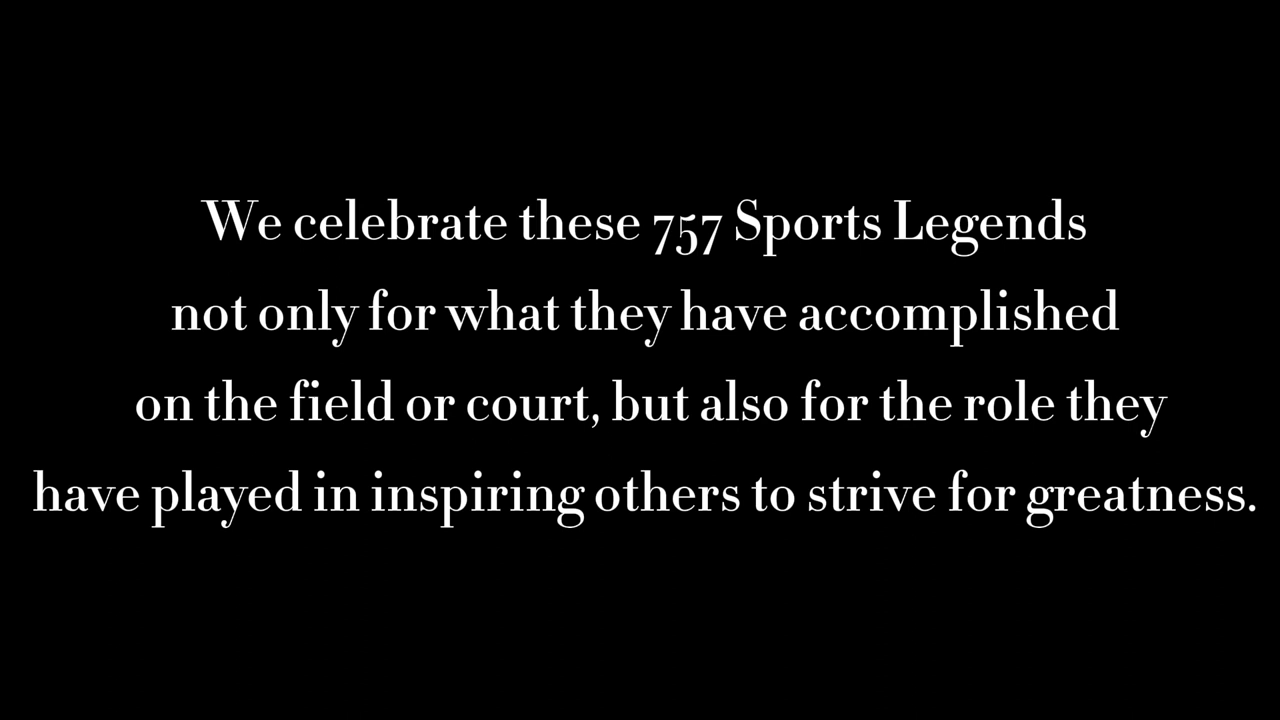 We celebrate these 757 Sports Legends
not only for what they have accomplished
on the field or court, but also for the role they
have played in inspiring others to strive for greatness.